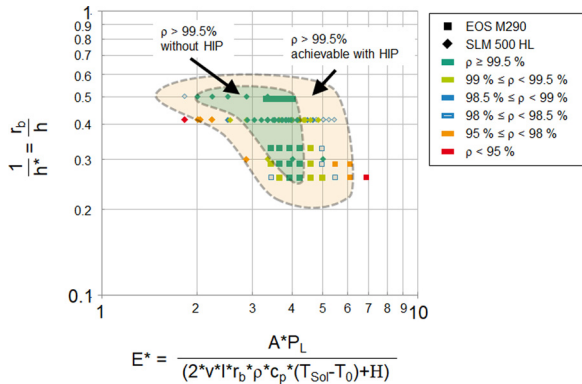 1
0.9
0.8
0.7
0.6
0.5
0.4
0.3
0.2
0.1
1/h* = r_b/h
ρ > 99.5%
without HIP
ρ > 99.5%
achievable with HIP
EOS M290
SLM 500 HL
ρ ≥ 99.5 %
99 % ≤ ρ < 99.5 %
98.5 % ≤ ρ < 99 %
98 % ≤ ρ < 98.5 %
95 % ≤ ρ < 98 %
ρ < 95 %
1 2 3 4 5 6 7 8 9 10
E* = A*P_L / (2*v*l*r_b*ρ*c_p*(T_Sol-T_0)+H)